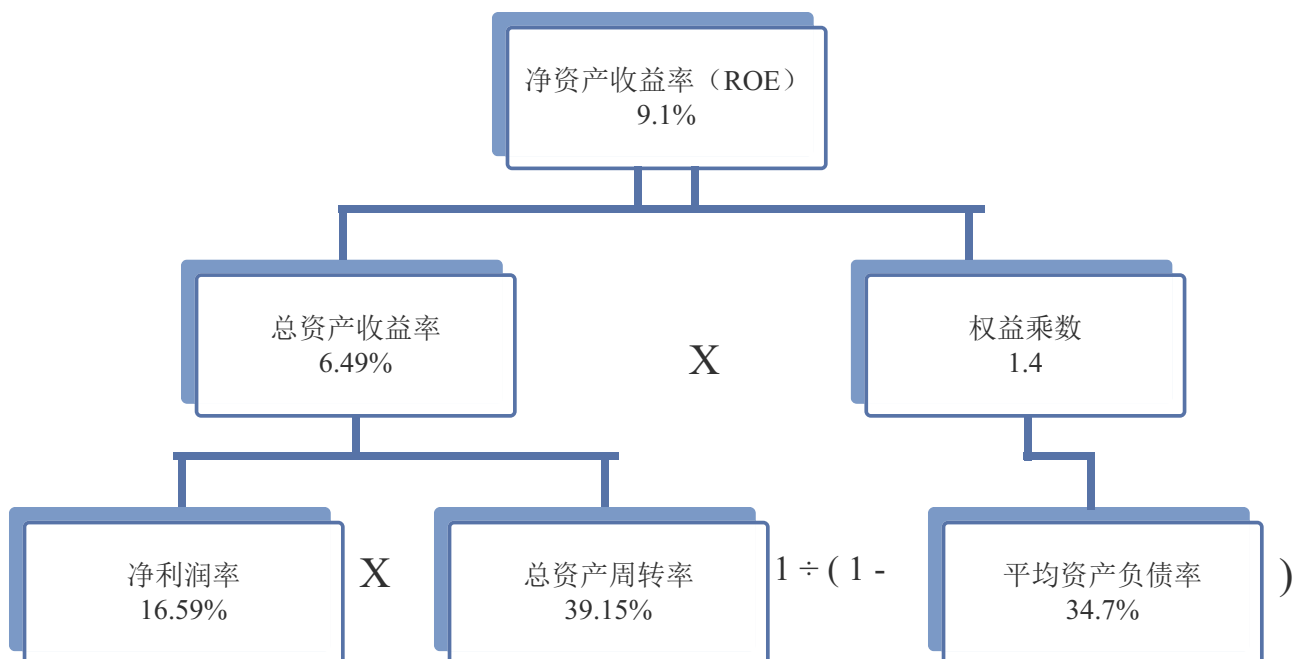 净资产收益率（ROE）
9.1%
总资产收益率
6.49%
X
权益乘数
1.4
净利润率
16.59%
X
总资产周转率
39.15%
1 ÷ ( 1 -
平均资产负债率
34.7%
)